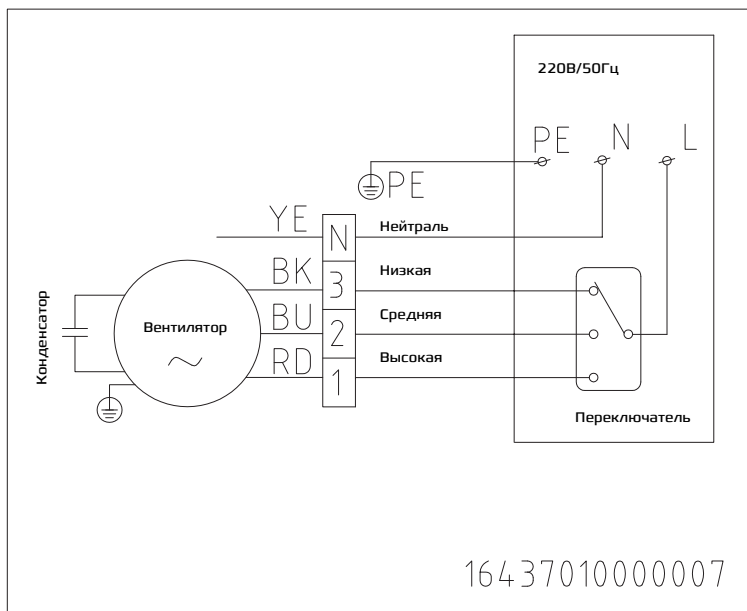 220В/50Гц
PE N L
PE
YE N Нейтраль
BK 3 Низкая
BU 2 Средняя
RD 1 Высокая
Конденсатор
Вентилятор
Переключатель
16437010000007